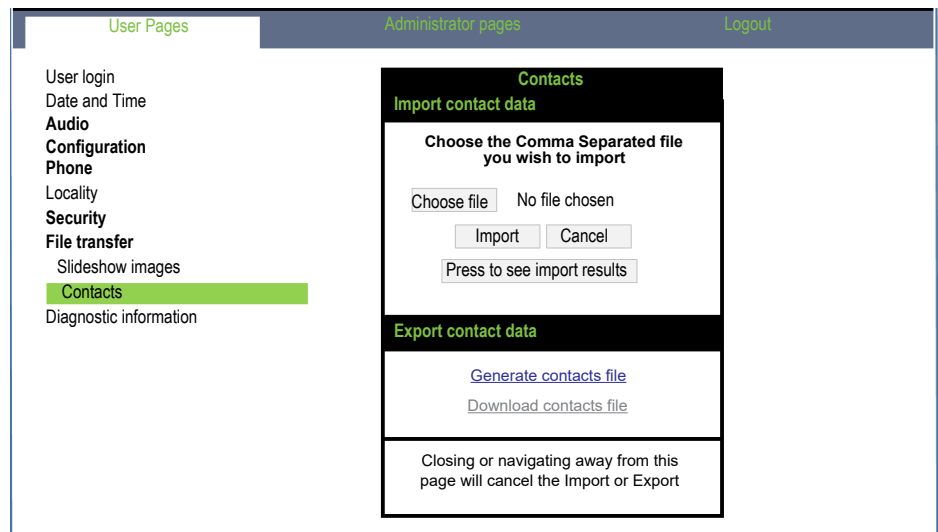 User Pages
Administrator pages
Logout
User login
Date and Time
Audio
Configuration
Phone
Locality
Security
File transfer
Slideshow images
Contacts
Diagnostic information
Contacts
Import contact data
Choose the Comma Separated file
you wish to import
Choose file No file chosen
Import Cancel
Press to see import results
Export contact data
Generate contacts file
Download contacts file
Closing or navigating away from this
page will cancel the Import or Export